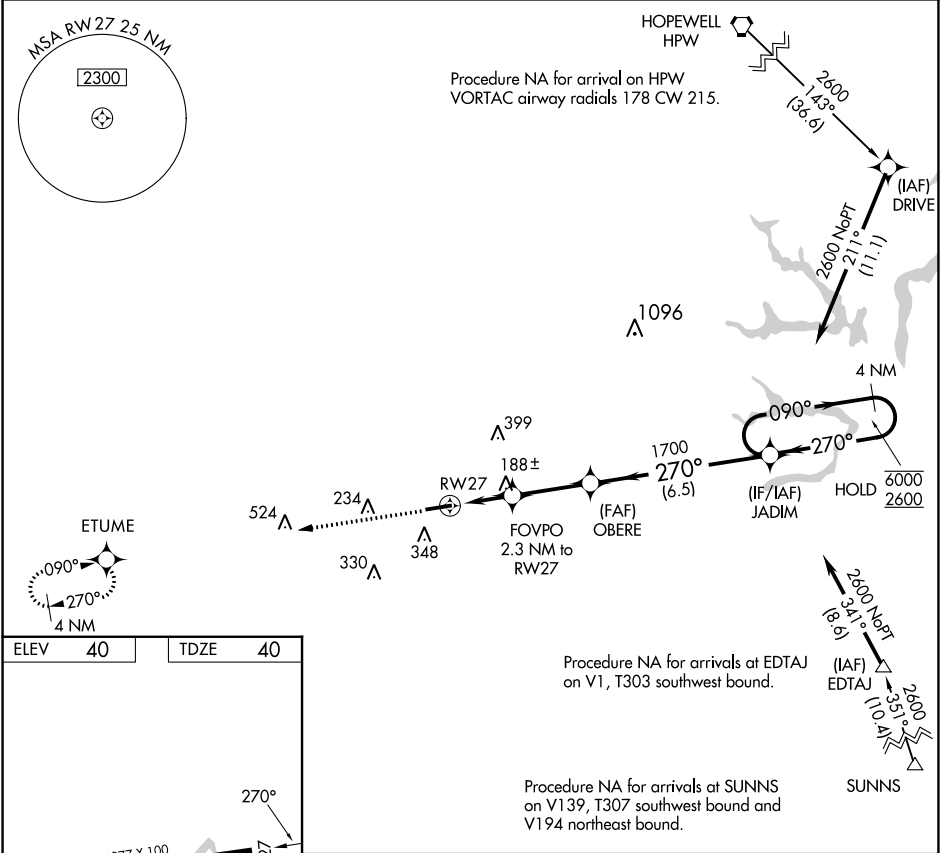 MSA RW27 25 NM
2300
HOPEWELL
HPW
Procedure NA for arrival on HPW
VORTAC airway radials 178 CW 215.
2600
143°
(36.6)
(IAF)
DRIVE
2600 NoPT
211°
(11.1)
1096
4 NM
090°
270°
6000
2600
HOLD
(IF/IAF)
JADIM
1700
270°
(6.5)
399
188±
RW27
(FAF)
OBERE
FOVPO
2.3 NM to
RW27
234
524
348
330
ETUME
090°
270°
4 NM
2600 NoPT
341°
(8.6)
(IAF)
EDTAJ
Procedure NA for arrivals at EDTAJ
on V1, T303 southwest bound.
2600
351°
(10.4)
SUNNS
Procedure NA for arrivals at SUNNS
on V139, T307 southwest bound and
V194 northeast bound.
ELEV 40
TDZE 40
270°
27